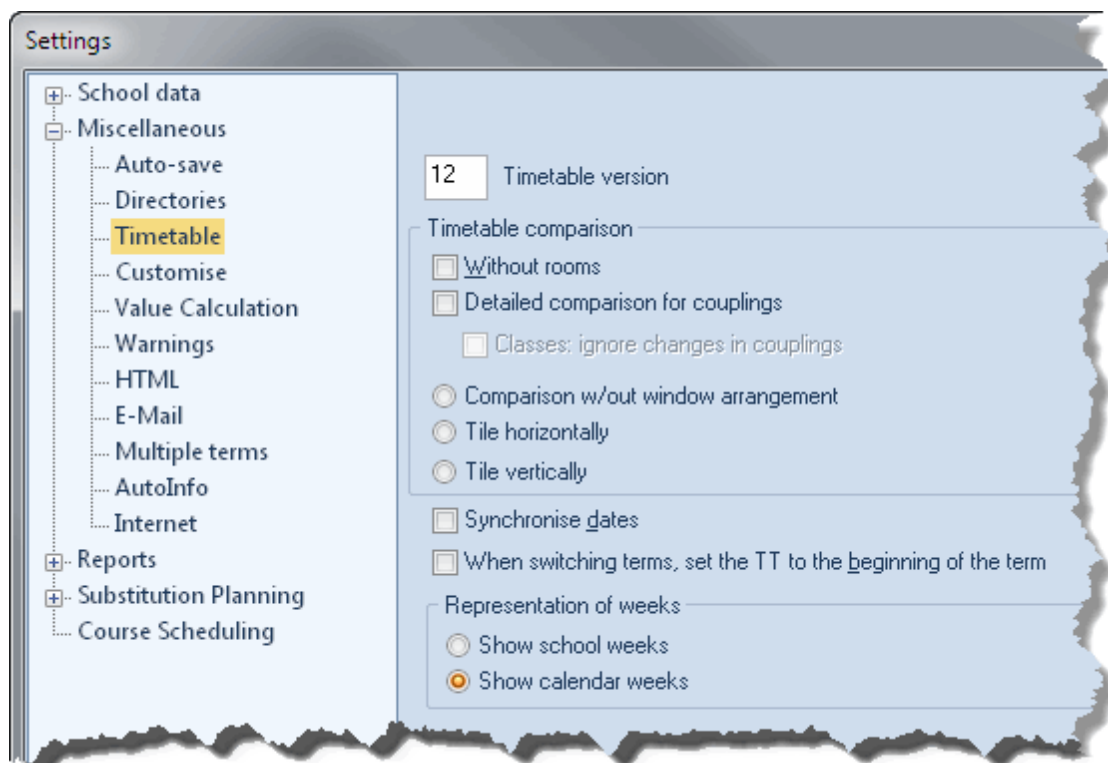 Settings
School data
Miscellaneous
Auto-save
Directories
Timetable
Customise
Value Calculation
Warnings
HTML
E-Mail
Multiple terms
AutoInfo
Internet
Reports
Substitution Planning
Course Scheduling
12 Timetable version
Timetable comparison
Without rooms
Detailed comparison for couplings
Classes: ignore changes in couplings
Comparison w/out window arrangement
Tile horizontally
Tile vertically
Synchronise dates
When switching terms, set the TT to the beginning of the term
Representation of weeks
Show school weeks
Show calendar weeks